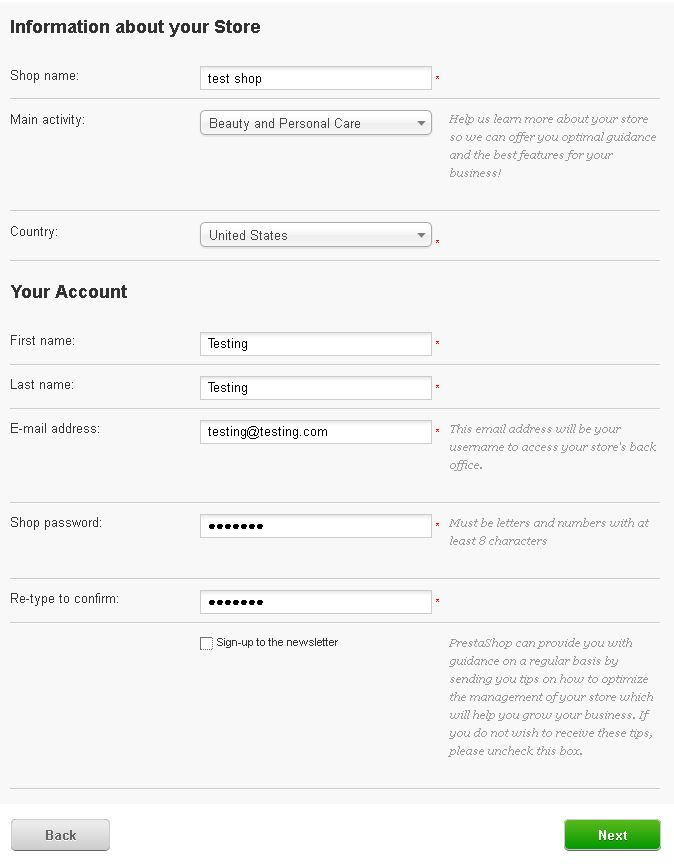 Information about your Store
Shop name:
test shop
*
Main activity:
Beauty and Personal Care
Help us learn more about your store
so we can offer you optimal guidance
and the best features for your
business!
Country:
United States
*
Your Account
First name:
Testing
*
Last name:
Testing
*
E-mail address:
testing@testing.com
*
This email address will be your
username to access your store's back
office.
Shop password:
•••••••
*
Must be letters and numbers with at
least 8 characters
Re-type to confirm:
•••••••
*
Sign-up to the newsletter
PrestaShop can provide you with
guidance on a regular basis by
sending you tips on how to optimize
the management of your store which
will help you grow your business. If
you do not wish to receive these tips,
please uncheck this box.
Back
Next